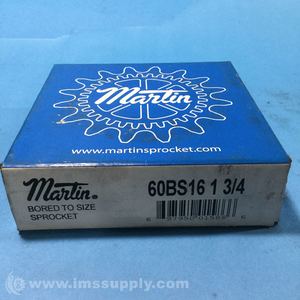 Martin
www.martinsprocket.com
Martin
BORED TO SIZE
SPROCKET
60BS16 1 3/4
© www.imssupply.com